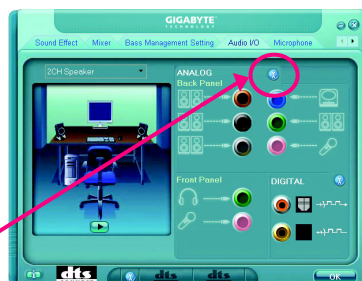 GIGABYTE
TECHNOLOGY
Sound Effect Mixer Bass Management Setting Audio I/O Microphone
2CH Speaker
ANALOG
Back Panel
Front Panel
DIGITAL
dts dts dts
OK